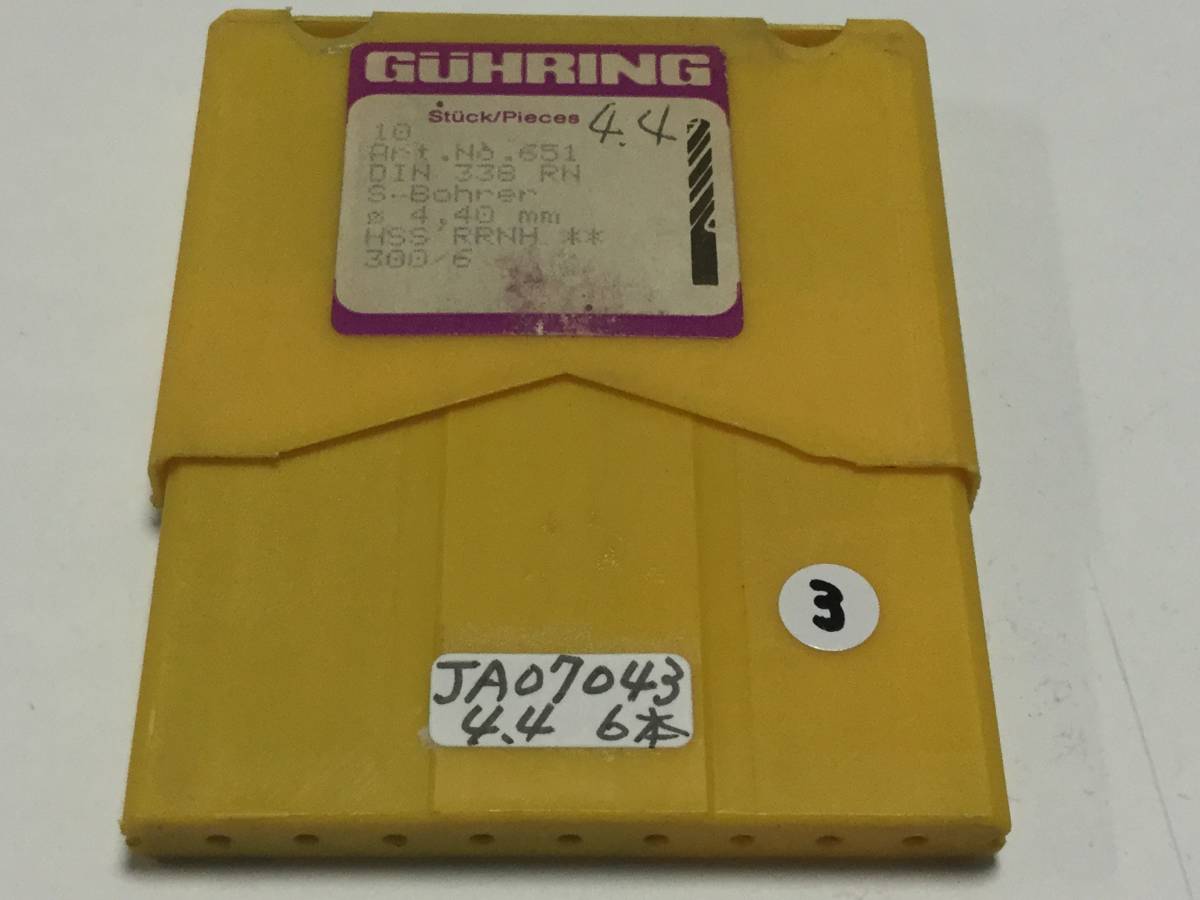 GÜHRING
Stück/Pieces 4.4
10
Art.No.651
DIN 338 RN
S-Bohrer
ø 4,40 mm
HSS RRNH **
300/6
3
JA07043
4.4 6本